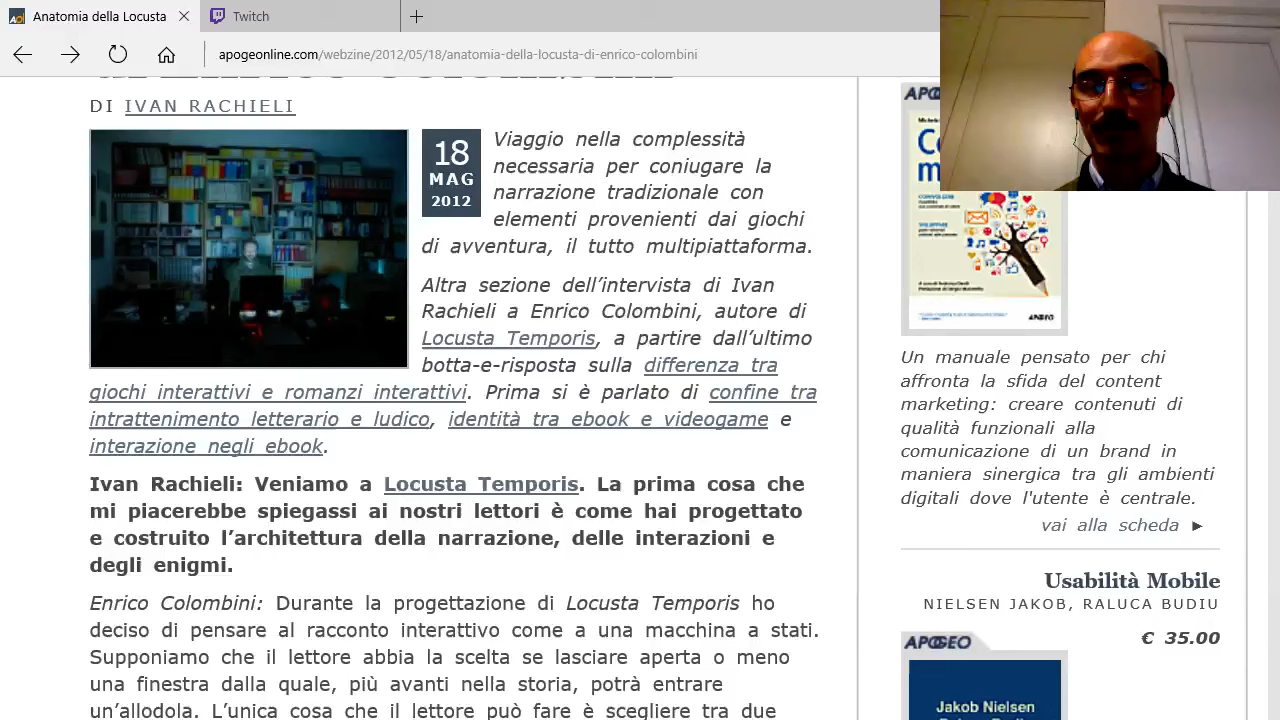 Anatomia della Locusta
Twitch
apogeonline.com/webzine/2012/05/18/anatomia-della-locusta-di-enrico-colombini
DI IVAN RACHIELI
18
MAG
2012
Viaggio nella complessità
necessaria per coniugare la
narrazione tradizionale con
elementi provenienti dai giochi
di avventura, il tutto multipiattaforma.
Altra sezione dell’intervista di Ivan
Rachieli a Enrico Colombini, autore di
Locusta Temporis, a partire dall’ultimo
botta-e-risposta sulla differenza tra
giochi interattivi e romanzi interattivi. Prima si è parlato di confine tra
intrattenimento letterario e ludico, identità tra ebook e videogame e
interazione negli ebook.
Ivan Rachieli: Veniamo a Locusta Temporis. La prima cosa che
mi piacerebbe spiegassi ai nostri lettori è come hai progettato
e costruito l’architettura della narrazione, delle interazioni e
degli enigmi.
Enrico Colombini: Durante la progettazione di Locusta Temporis ho
deciso di pensare al racconto interattivo come a una macchina a stati.
Supponiamo che il lettore abbia la scelta se lasciare aperta o meno
una finestra dalla quale, più avanti nella storia, potrà entrare
un’allodola. L’unica cosa che il lettore può fare è scegliere tra due
APOGEO
Un manuale pensato per chi
affronta la sfida del content
marketing: creare contenuti di
qualità funzionali alla
comunicazione di un brand in
maniera sinergica tra gli ambienti
digitali dove l'utente è centrale.
vai alla scheda ►
Usabilità Mobile
NIELSEN JAKOB, RALUCA BUDIU
€ 35.00
APOGEO
Jakob Nielsen